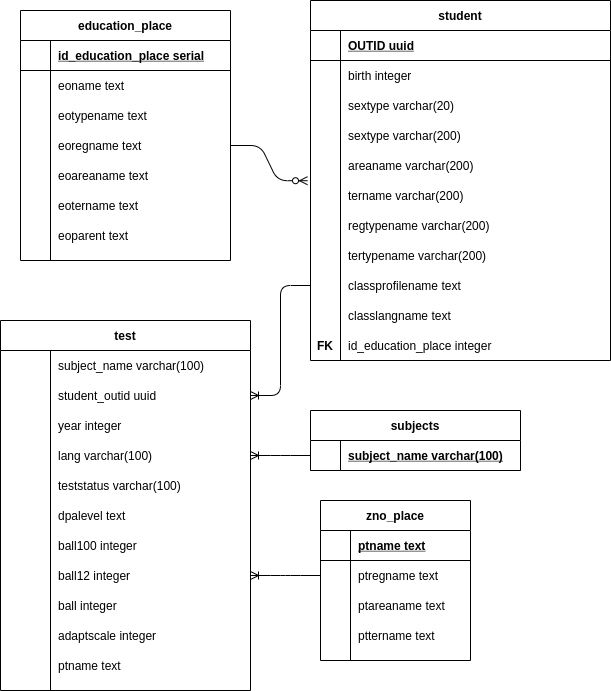 education_place
id_education_place serial
eoname text
eotypename text
eoregname text
eoareaname text
eotername text
eoparent text
student
OUTID uuid
birth integer
sextype varchar(20)
sextype varchar(200)
areaname varchar(200)
tername varchar(200)
regtypename varchar(200)
tertypename varchar(200)
classprofilename text
classlangname text
FK id_education_place integer
test
subject_name varchar(100)
student_outid uuid
year integer
lang varchar(100)
teststatus varchar(100)
dpalevel text
ball100 integer
ball12 integer
ball integer
adaptscale integer
ptname text
subjects
subject_name varchar(100)
zno_place
ptname text
ptregname text
ptareaname text
pttername text